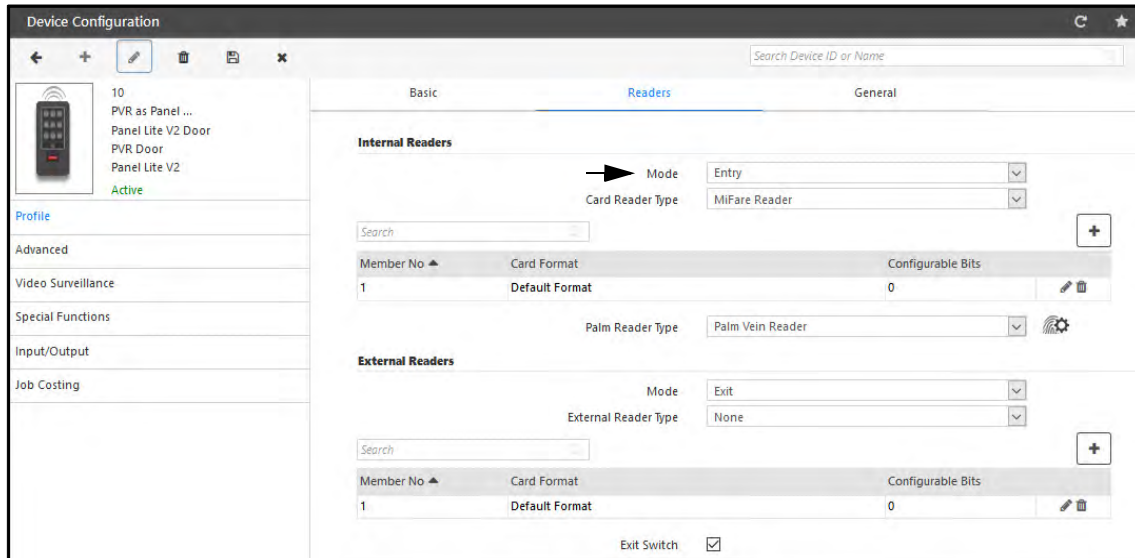 Device Configuration
Search Device ID or Name
10
PVR as Panel ...
Panel Lite V2 Door
PVR Door
Panel Lite V2
Active
Profile
Advanced
Video Surveillance
Special Functions
Input/Output
Job Costing
Basic Readers General
Internal Readers
Mode Entry
Card Reader Type MiFare Reader
Search
Member No Card Format Configurable Bits
1 Default Format 0
Palm Reader Type Palm Vein Reader
External Readers
Mode Exit
External Reader Type None
Search
Member No Card Format Configurable Bits
1 Default Format 0
Exit Switch